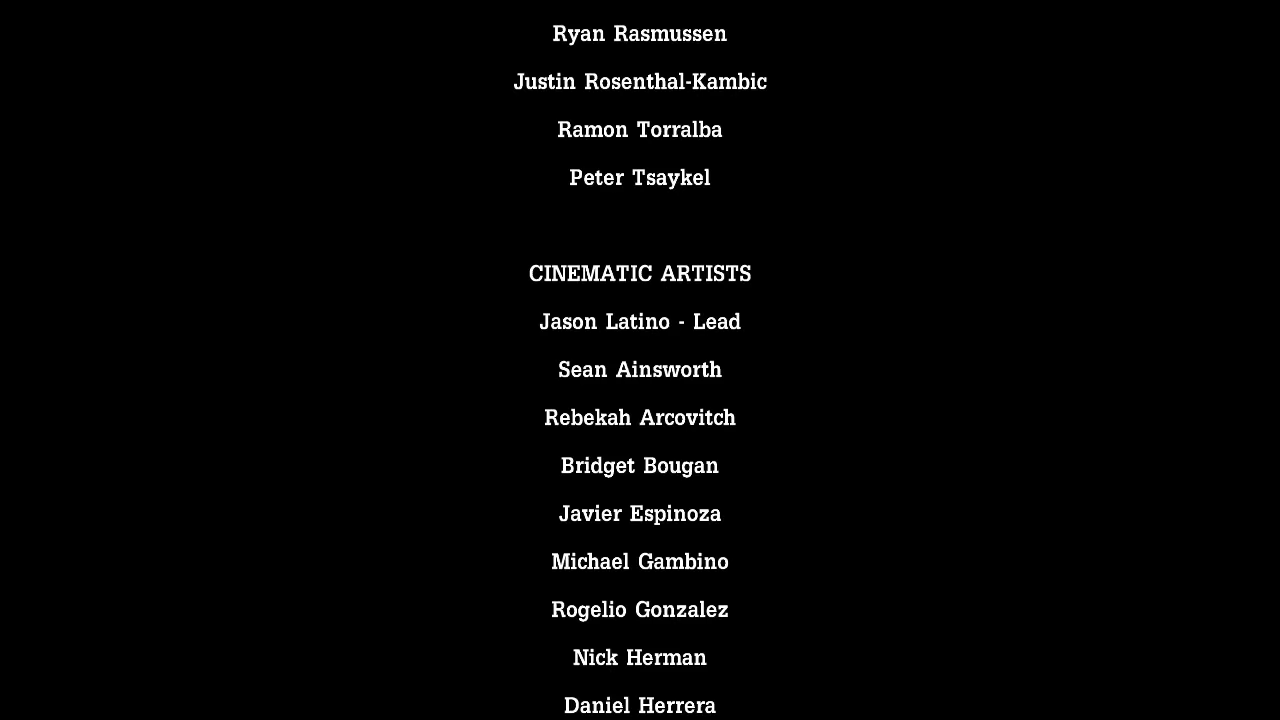 Ryan Rasmussen
Justin Rosenthal-Kambic
Ramon Torralba
Peter Tsaykel
CINEMATIC ARTISTS
Jason Latino - Lead
Sean Ainsworth
Rebekah Arcovitch
Bridget Bougan
Javier Espinoza
Michael Gambino
Rogelio Gonzalez
Nick Herman
Daniel Herrera